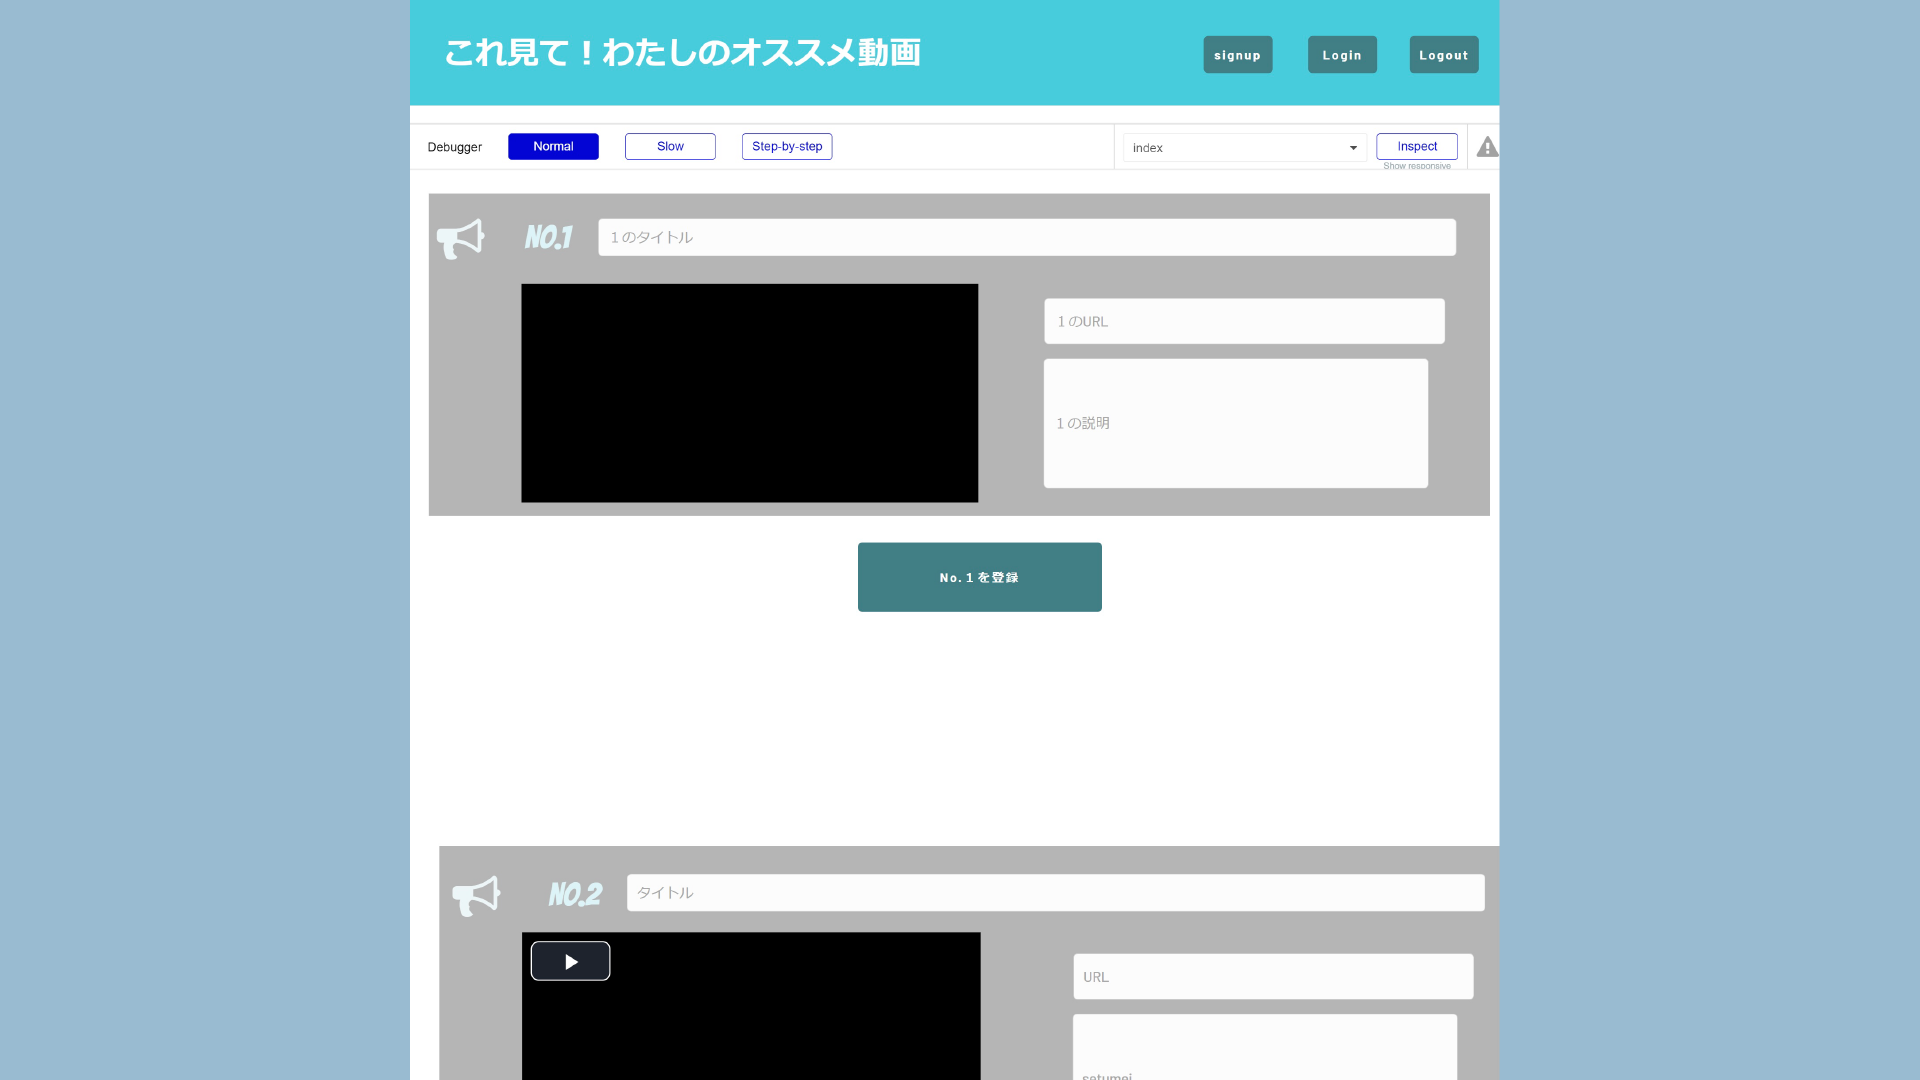 これ見て！わたしのオススメ動画
signup
Login
Logout
Debugger
Normal
Slow
Step-by-step
index
Inspect
Show responsive
NO.1
１のタイトル
１のURL
１の説明
No.１を登録
NO.2
タイトル
URL
setumei